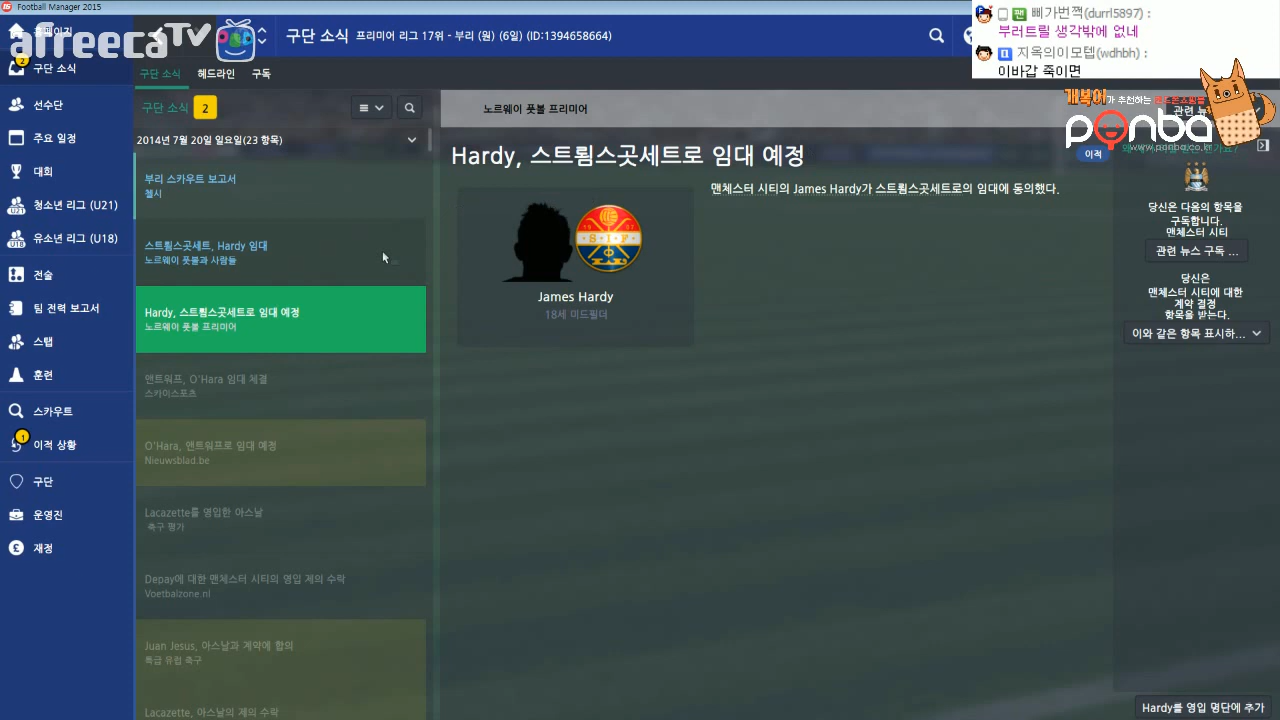 Football Manager 2015
afreecaTV
구단 소식
프리미어 리그 17위 - 부리 (원) (6일) (ID:1394658664)
팬 삐가번쩍(durrl5897) :
부러트릴 생각밖에 없네
지옥의이모텝(wdhbh) :
이바갑 죽이면
가 추천하는
ponba
www.ponba.co.kr
2
구단 소식
선수단
주요 일정
대회
청소년 리그 (U21)
유소년 리그 (U18)
전술
팀 전력 보고서
스탭
훈련
스카우트
1
이적 상황
구단
운영진
재정
구단 소식
헤드라인
구독
구단 소식 2
2014년 7월 20일 일요일(23 항목)
부리 스카우트 보고서
첼시
스트룀스곳세트, Hardy 임대
노르웨이 풋볼과 사람들
Hardy, 스트룀스곳세트로 임대 예정
노르웨이 풋볼 프리미어
앤트워프, O'Hara 임대 체결
스카이스포츠
O'Hara, 앤트워프로 임대 예정
Nieuwsblad.be
Lacazette를 영입한 아스날
축구 평가
Depay에 대한 맨체스터 시티의 영입 제의 수락
Voetbalzone.nl
Juan Jesus, 아스날과 계약에 합의
특급 유럽 축구
Lacazette, 아스날의 제의 수락
노르웨이 풋볼 프리미어
Hardy, 스트룀스곳세트로 임대 예정
이적
맨체스터 시티의 James Hardy가 스트룀스곳세트로의 임대에 동의했다.
James Hardy
18세 미드필더
당신은 다음의 항목을
구독합니다.
맨체스터 시티
관련 뉴스 구독 ...
당신은
맨체스터 시티에 대한
계약 결정
항목을 받는다.
이와 같은 항목 표시하...
Hardy를 영입 명단에 추가